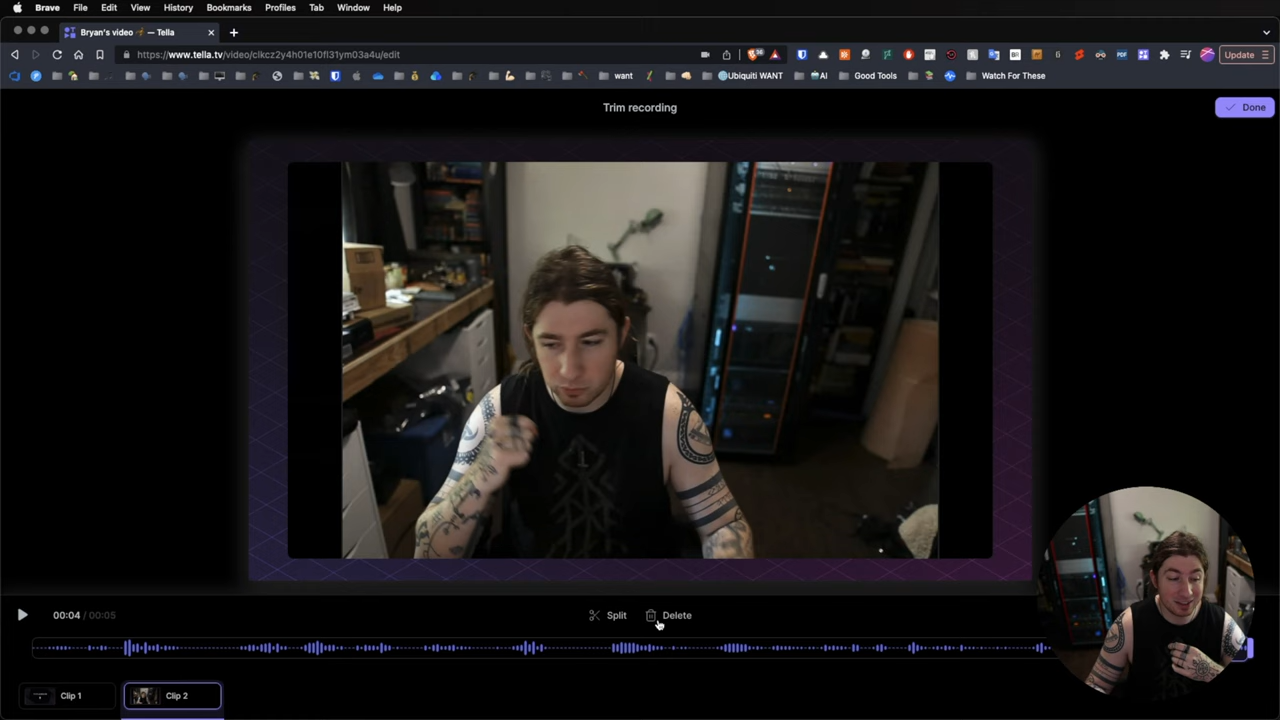 Brave File Edit View History Bookmarks Profiles Tab Window Help
Bryan's video — Tella
https://www.tella.tv/video/clkcz2y4h01e10fl31ym03a4u/edit
36
Update
want
Ubiquiti WANT
AI
Good Tools
Watch For These
Trim recording
Done
00:04 / 00:05
Split
Delete
Clip 1
Clip 2